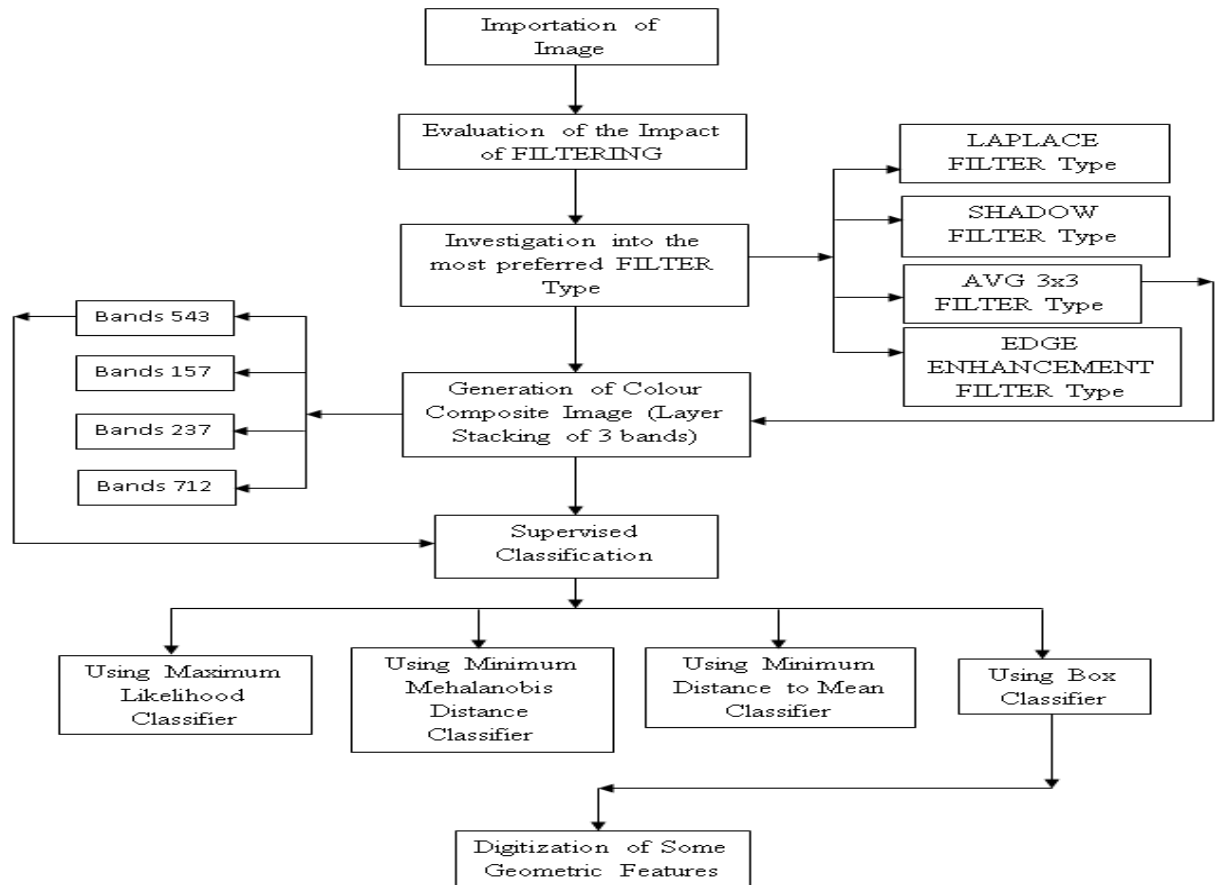 Importation of
Image
Evaluation of the Impact
of FILTERING
LAPLACE
FILTER Type
SHADOW
FILTER Type
Investigation into the
most preferred FILTER
Type
AVG 3x3
FILTER Type
EDGE
ENHANCEMENT
FILTER Type
Bands 543
Bands 157
Bands 237
Bands 712
Generation of Colour
Composite Image (Layer
Stacking of 3 bands)
Supervised
Classification
Using Maximum
Likelihood
Classifier
Using Minimum
Mehalanobis
Distance
Classifier
Using Minimum
Distance to Mean
Classifier
Using Box
Classifier
Digitization of Some
Geometric Features